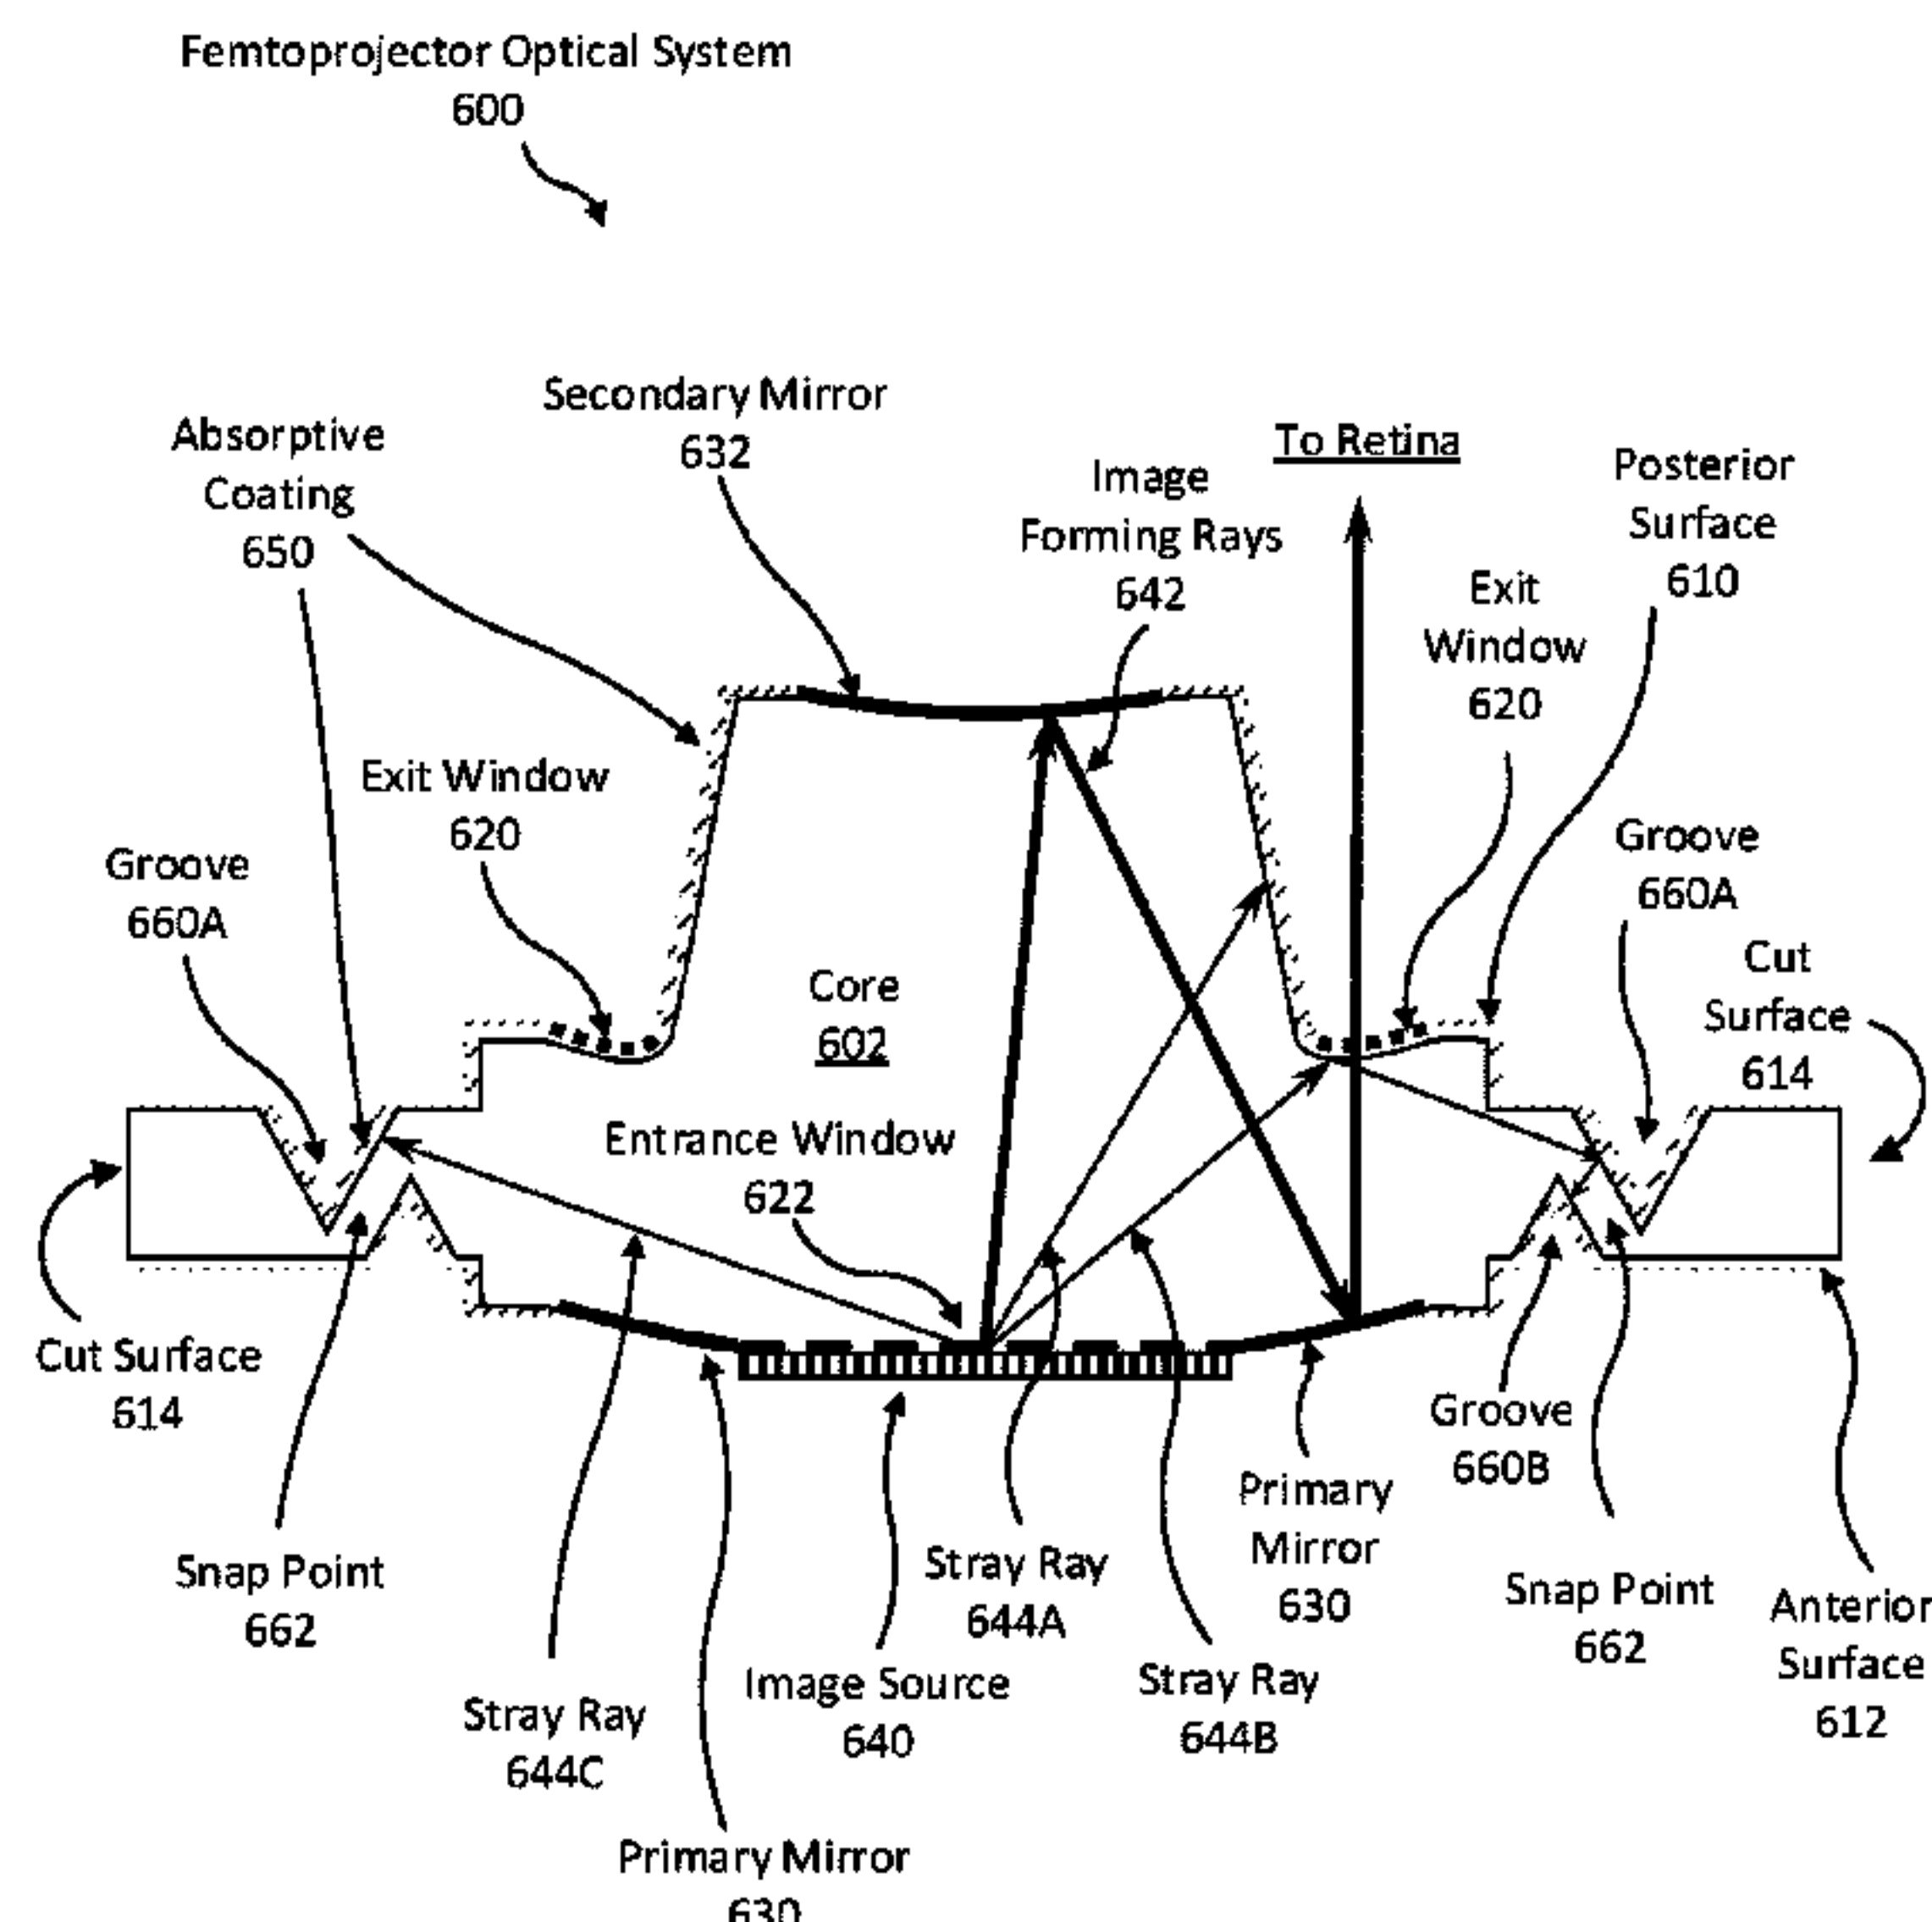 Femtoprojector Optical System
600
Secondary Mirror
632
Absorptive
Coating
650
To Retina
Image
Forming Rays
642
Posterior
Surface
610
Exit
Window
620
Exit Window
620
Groove
660A
Groove
660A
Cut
Surface
614
Core
602
Entrance Window
622
Cut Surface
614
Groove
660B
Snap Point
662
Stray Ray
644C
Primary Mirror
630
Image Source
640
Stray Ray
644A
Stray Ray
644B
Primary
Mirror
630
Snap Point
662
Anterior
Surface
612